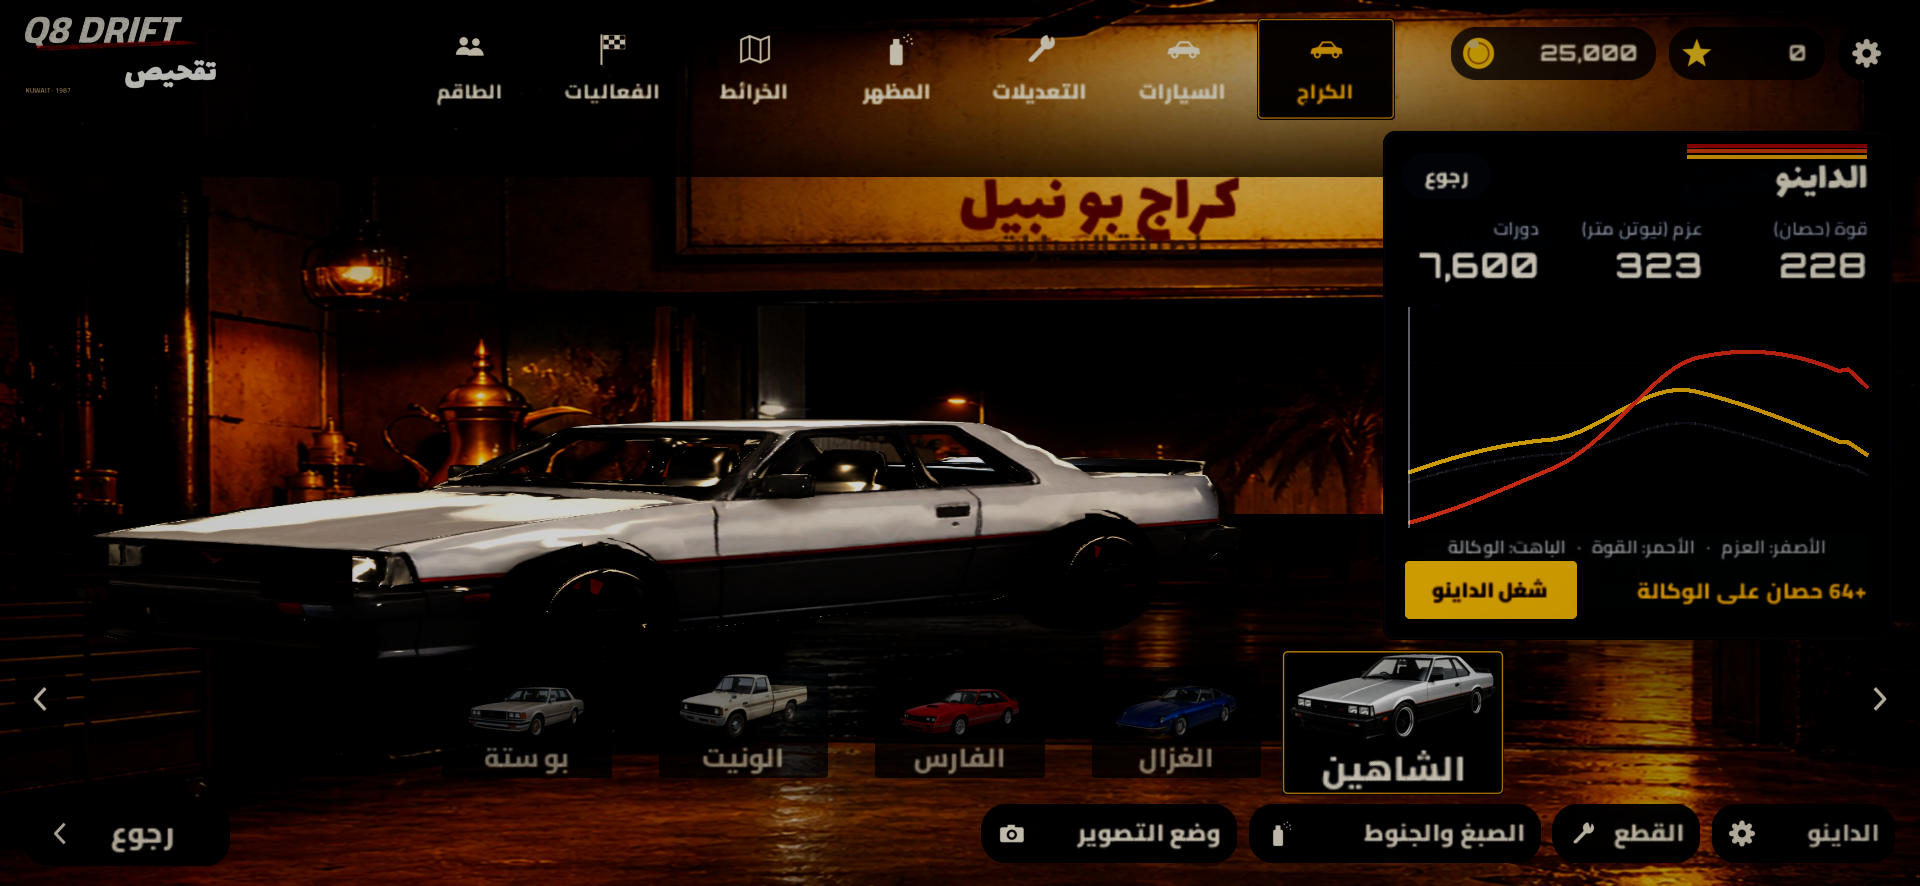 Q8 DRIFT
تفحيص
KUWAIT · 1987
0
25,000
الكراج
السيارات
التعديلات
المظهر
الخرائط
الفعاليات
الطاقم
كراج بو نبيل
الداينو
رجوع
قوة (حصان)
عزم (نيوتن متر)
دورات
228
323
7,600
الأصفر: العزم · الأحمر: القوة · الباهت: الوكالة
+64 حصان على الوكالة
شغل الداينو
الشاهين
الغزال
الفارس
الونيت
بو ستة
الداينو
القطع
الصبغ والجنوط
وضع التصوير
رجوع